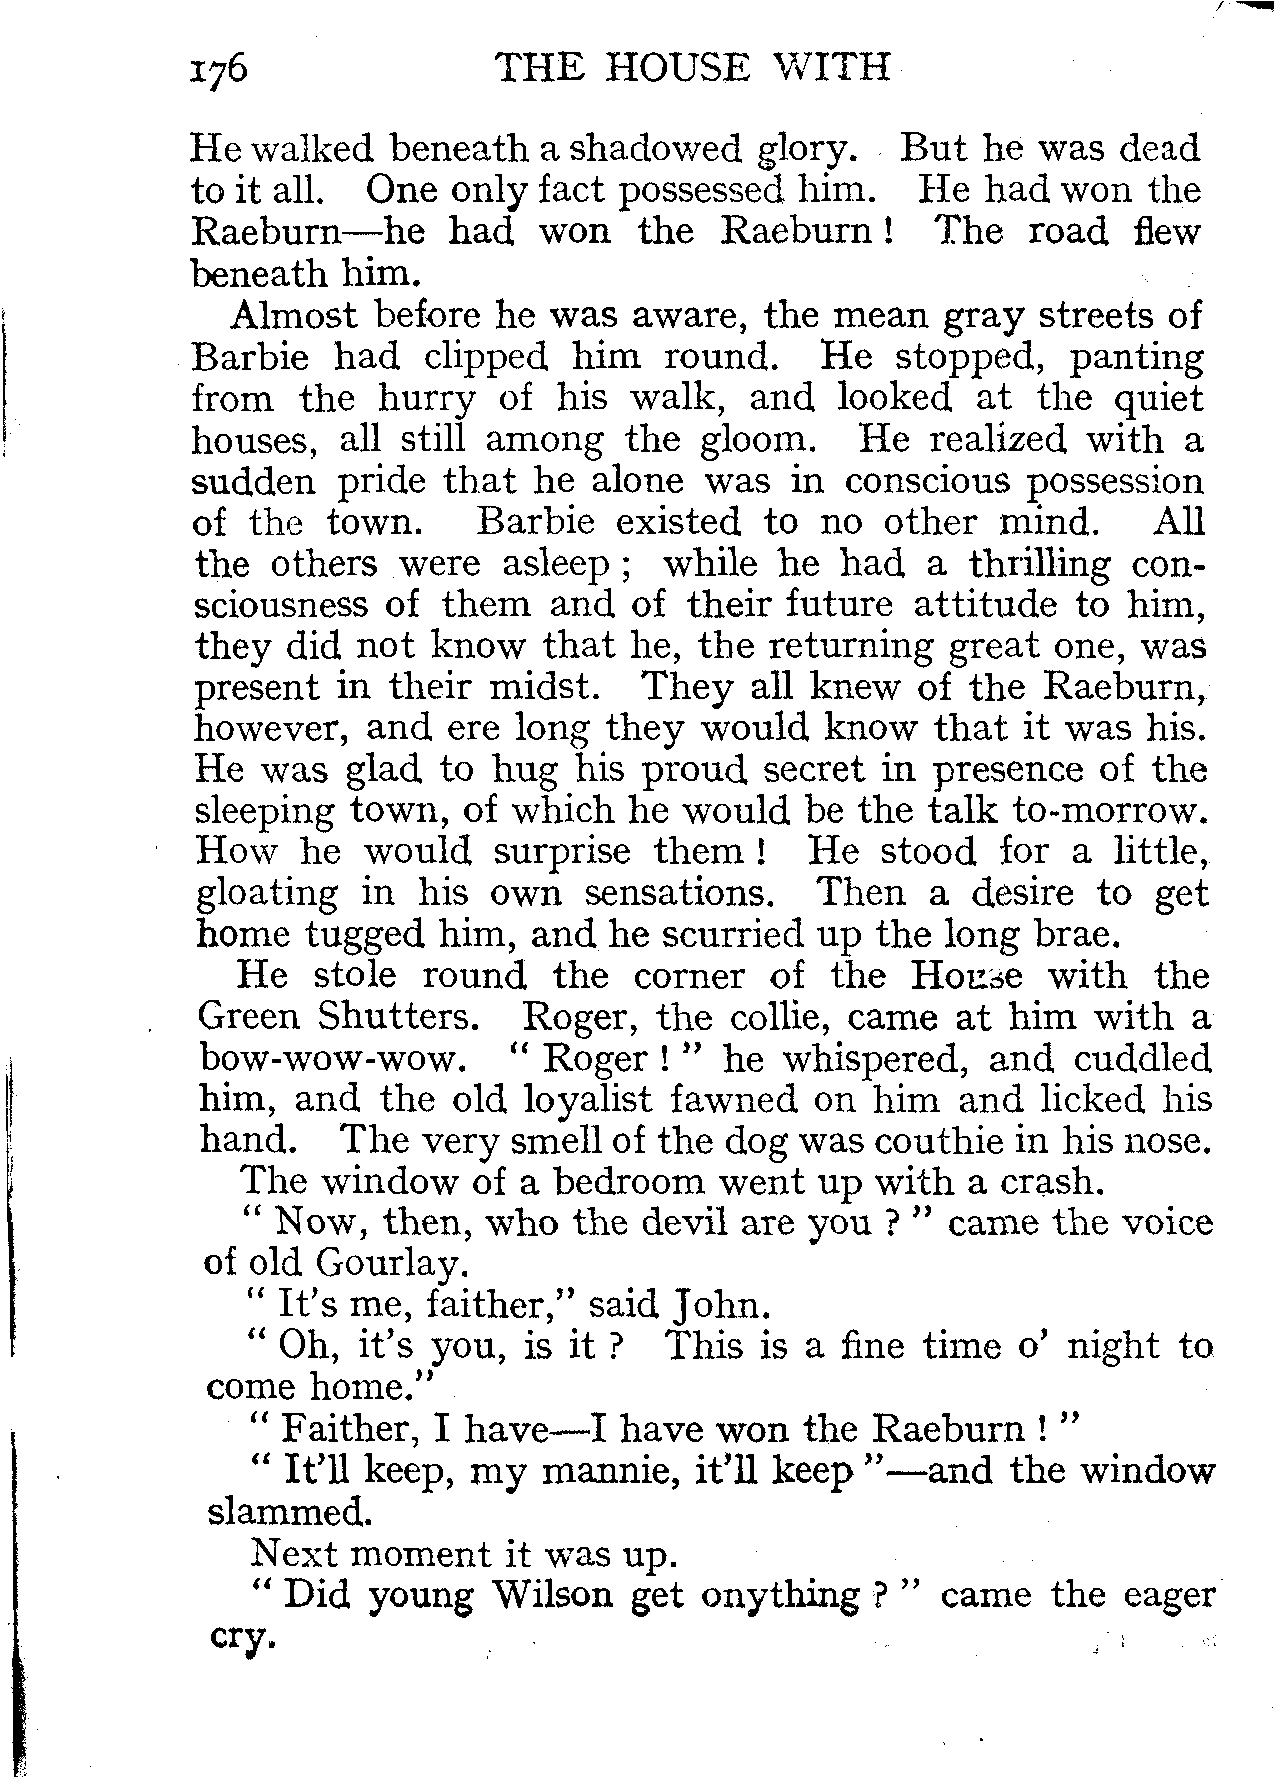 176 THE HOUSE WITH
He walked beneath a shadowed glory. But he was dead
to it all. One only fact possessed him. He had won the
Raeburn—he had won the Raeburn ! The road flew
beneath him.
Almost before he was aware, the mean gray streets of
Barbie had clipped him round. He stopped, panting
from the hurry of his walk, and looked at the quiet
houses, all still among the gloom. He realized with a
sudden pride that he alone was in conscious possession
of the town. Barbie existed to no other mind. All
the others were asleep ; while he had a thrilling con-
sciousness of them and of their future attitude to him,
they did not know that he, the returning great one, was
present in their midst. They all knew of the Raeburn,
however, and ere long they would know that it was his.
He was glad to hug his proud secret in presence of the
sleeping town, of which he would be the talk to-morrow.
How he would surprise them ! He stood for a little,
gloating in his own sensations. Then a desire to get
home tugged him, and he scurried up the long brae.
He stole round the corner of the House with the
Green Shutters. Roger, the collie, came at him with a
bow-wow-wow. " Roger ! " he whispered, and cuddled
him, and the old loyalist fawned on him and licked his
hand. The very smell of the dog was couthie in his nose.
The window of a bedroom went up with a crash.
" Now, then, who the devil are you ? " came the voice
of old Gourlay.
" It's me, faither," said John.
" Oh, it's you, is it ? This is a fine time o' night to
come home."
" Faither, I have—I have won the Raeburn ! "
" It'll keep, my mannie, it'll keep "—and the window
slammed.
Next moment it was up.
" Did young Wilson get onything ? " came the eager
cry.